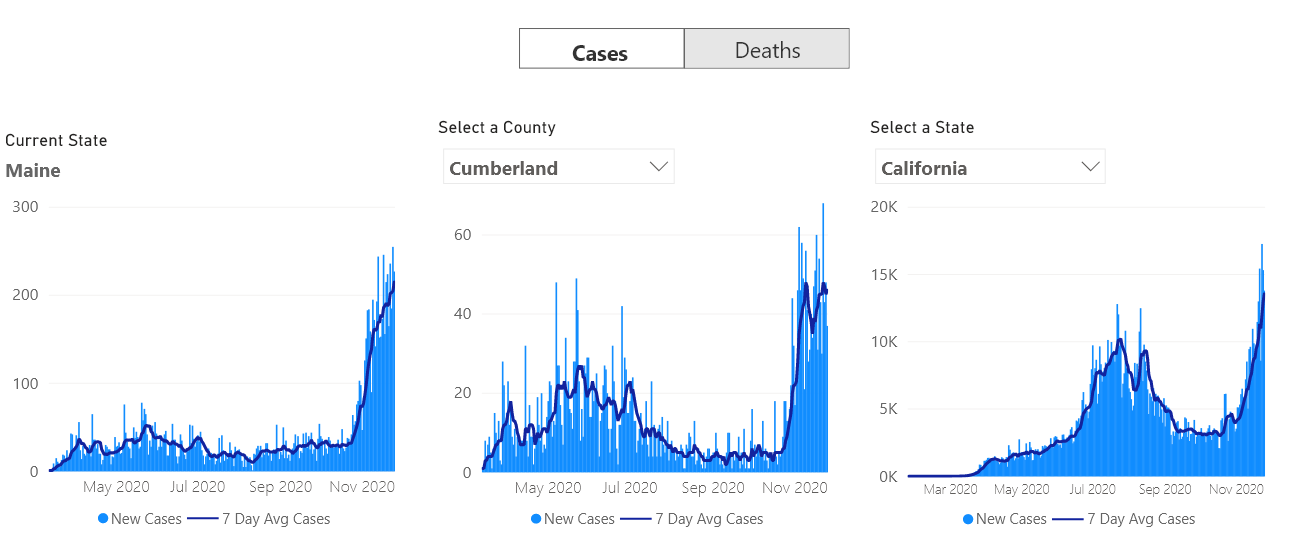 Cases Deaths
Current State
Maine
300
200
100
0
May 2020 Jul 2020 Sep 2020 Nov 2020
New Cases 7 Day Avg Cases
Select a County
Cumberland
60
40
20
0
May 2020 Jul 2020 Sep 2020 Nov 2020
New Cases 7 Day Avg Cases
Select a State
California
20K
15K
10K
5K
0K
Mar 2020 May 2020 Jul 2020 Sep 2020 Nov 2020
New Cases 7 Day Avg Cases